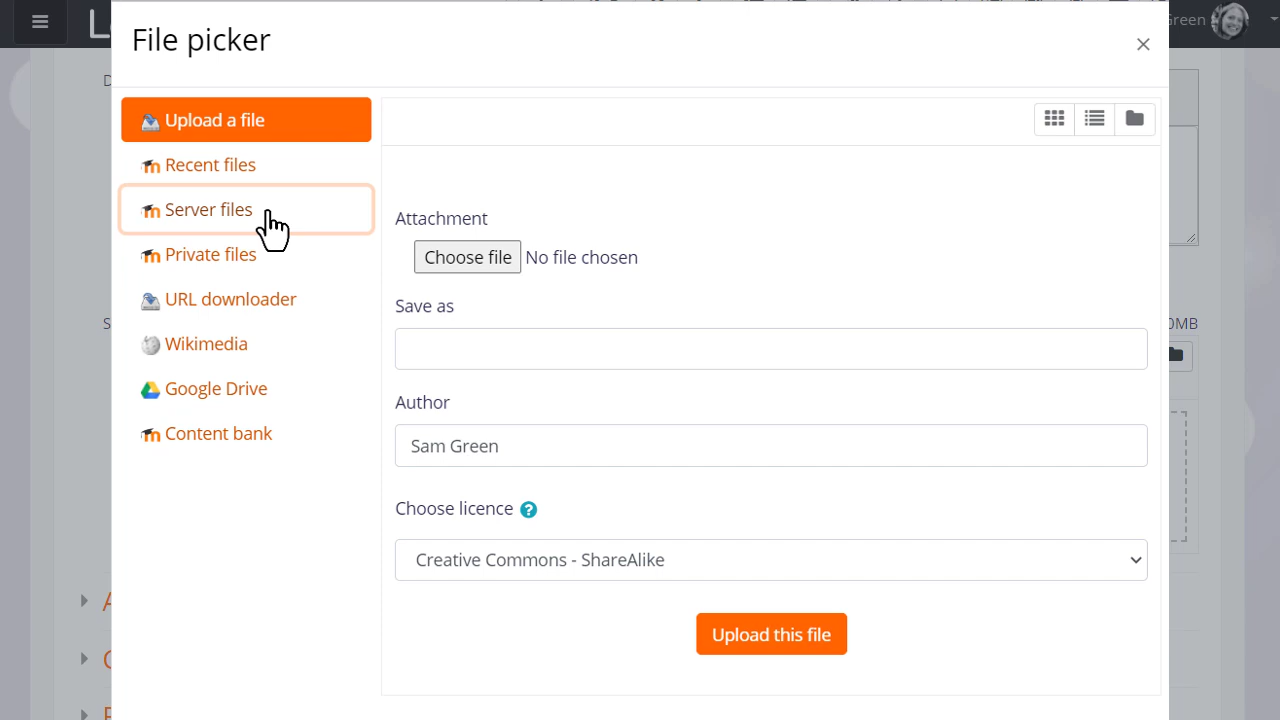 Green
File picker
Upload a file
Recent files
Server files
Private files
URL downloader
Wikimedia
Google Drive
Content bank
Attachment
Choose file No file chosen
Save as
Author
Sam Green
Choose licence ?
Creative Commons - ShareAlike
Upload this file